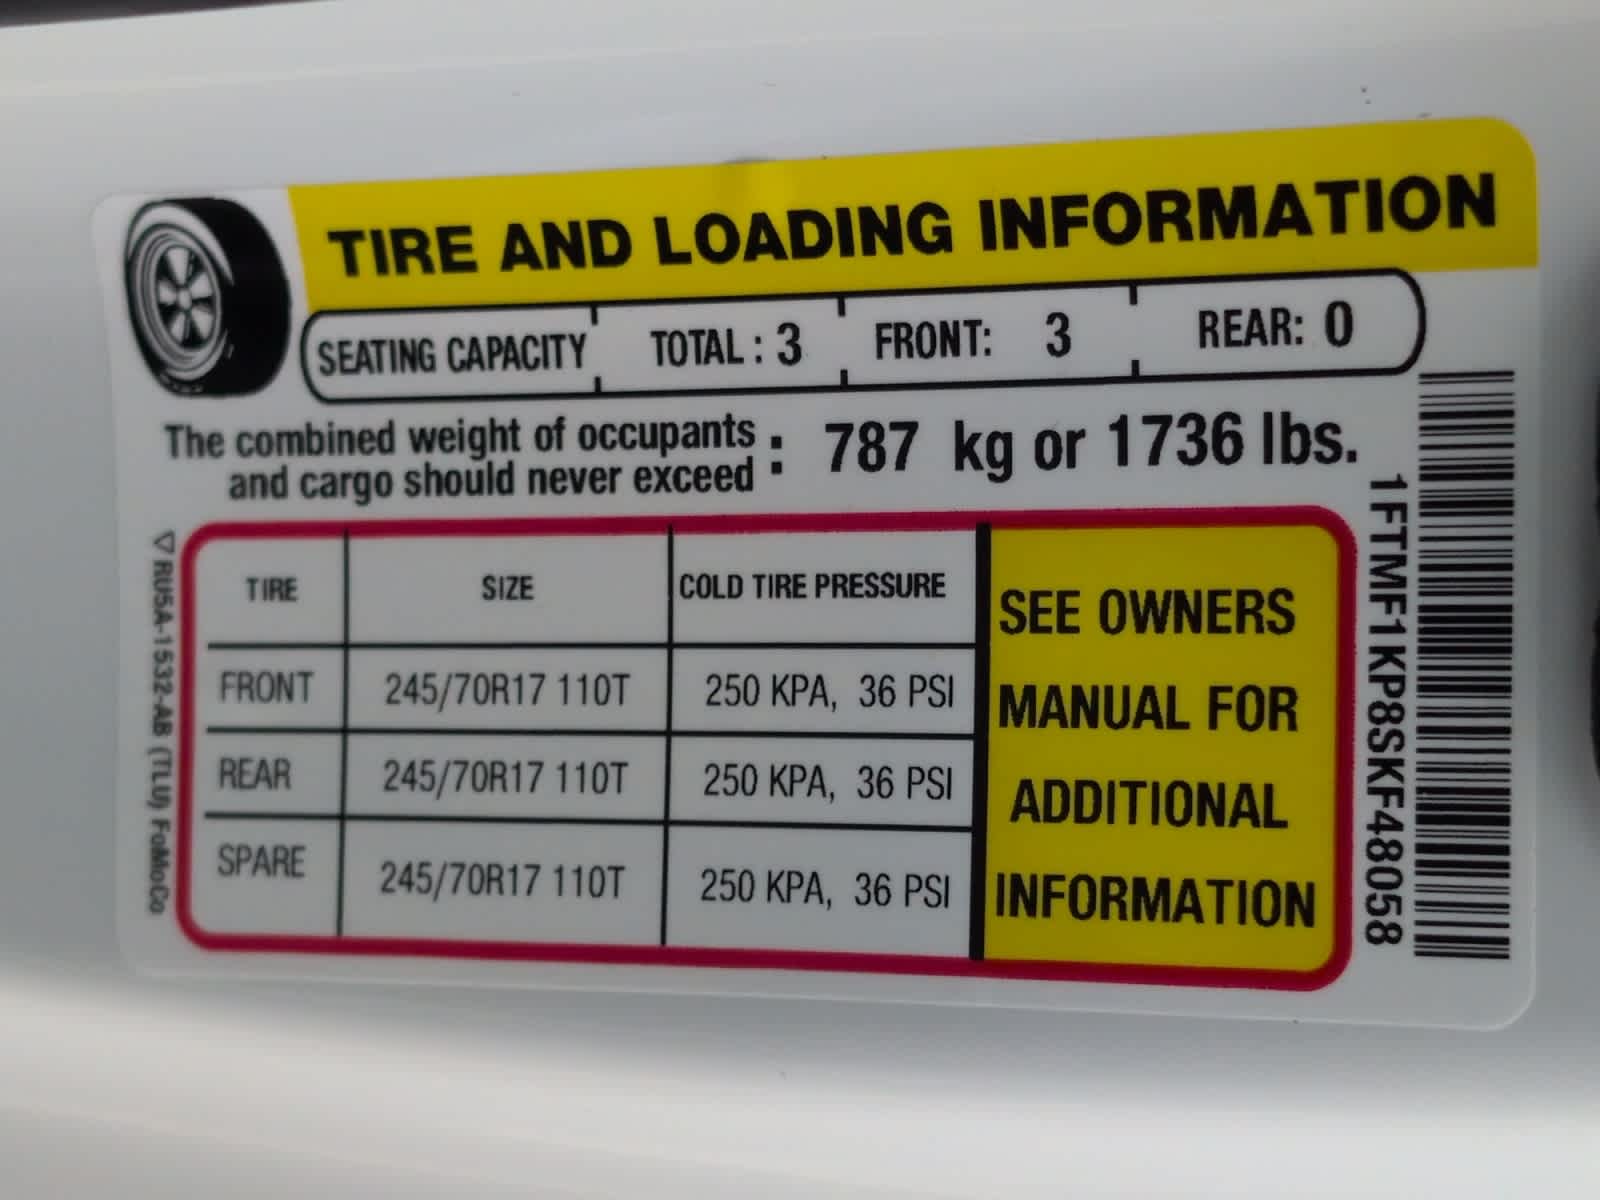 TIRE AND LOADING INFORMATION
SEATING CAPACITY TOTAL : 3 FRONT: 3 REAR: 0
The combined weight of occupants
and cargo should never exceed : 787 kg or 1736 lbs.
TIRE SIZE COLD TIRE PRESSURE
FRONT 245/70R17 110T 250 KPA, 36 PSI
REAR 245/70R17 110T 250 KPA, 36 PSI
SPARE 245/70R17 110T 250 KPA, 36 PSI
SEE OWNERS
MANUAL FOR
ADDITIONAL
INFORMATION
1FTMF1KP8SKF48058
RU5A-1532-AB (TLU) FoMoCo